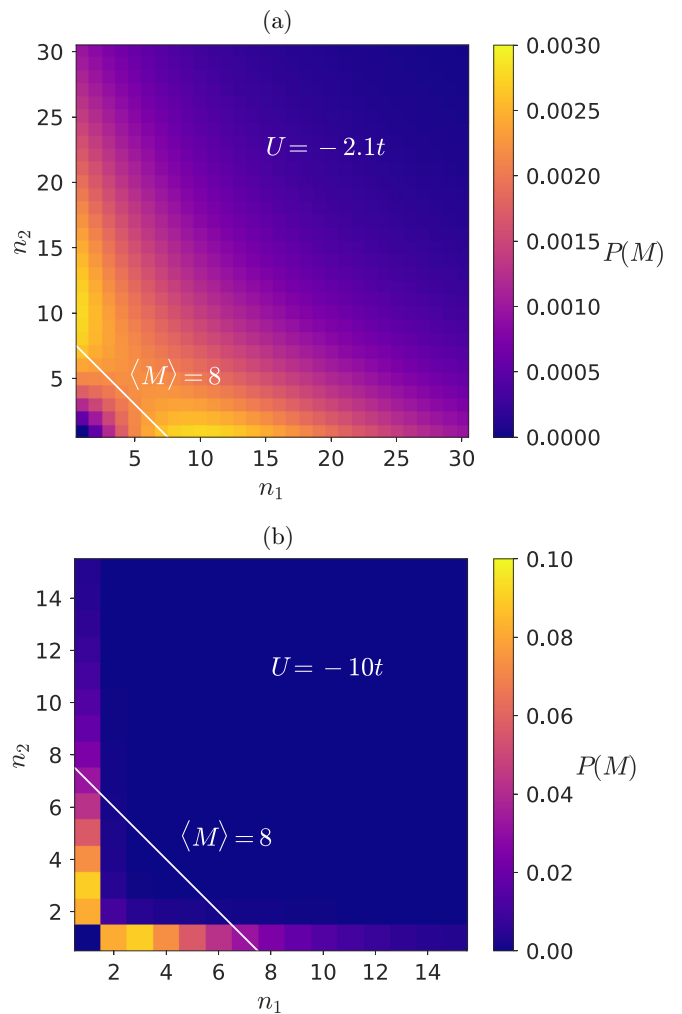 (a)
30
25
20
15
10
5
n₂
U = −2.1t
⟨M⟩ = 8
5 10 15 20 25 30
n₁
0.0030
0.0025
0.0020
0.0015
0.0010
0.0005
0.0000
P(M)
(b)
14
12
10
8
6
4
2
n₂
U = −10t
⟨M⟩ = 8
2 4 6 8 10 12 14
n₁
0.10
0.08
0.06
0.04
0.02
0.00
P(M)